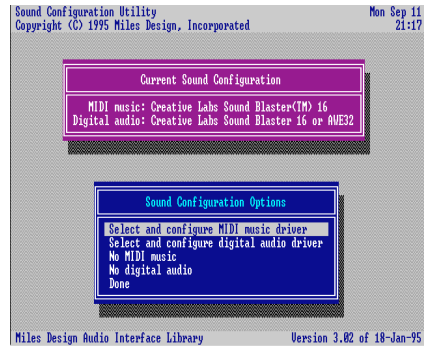 Sound Configuration Utility Mon Sep 11
Copyright (C) 1995 Miles Design, Incorporated 21:17
Current Sound Configuration
MIDI music: Creative Labs Sound Blaster(TM) 16
Digital audio: Creative Labs Sound Blaster 16 or AWE32
Sound Configuration Options
Select and configure MIDI music driver
Select and configure digital audio driver
No MIDI music
No digital audio
Done
Miles Design Audio Interface Library Version 3.02 of 18-Jan-95